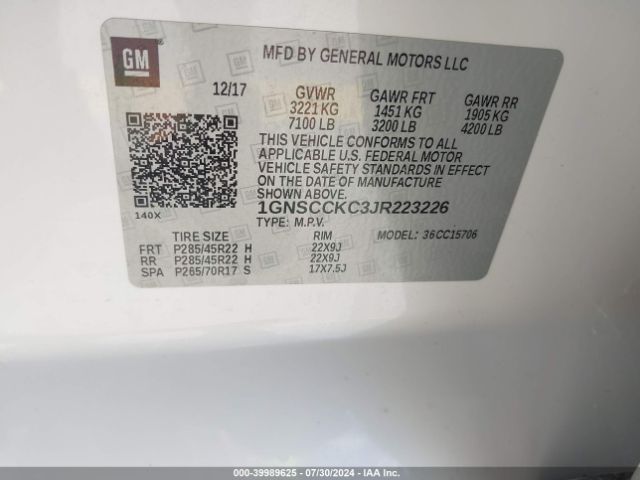 GM
MFD BY GENERAL MOTORS LLC
12/17 GVWR GAWR FRT GAWR RR
3221 KG 1451 KG 1905 KG
7100 LB 3200 LB 4200 LB
THIS VEHICLE CONFORMS TO ALL
APPLICABLE U.S. FEDERAL MOTOR
VEHICLE SAFETY STANDARDS IN EFFECT
ON THE DATE OF MANUFACTURE
SHOWN ABOVE.
140X 1GNSCCKC3JR223226
TYPE: M.P.V. MODEL: 36CC15706
TIRE SIZE RIM
FRT P285/45R22 H 22X9J
RR P285/45R22 H 22X9J
SPA P265/70R17 S 17X7.5J
000-39989625 - 07/30/2024 - IAA Inc.